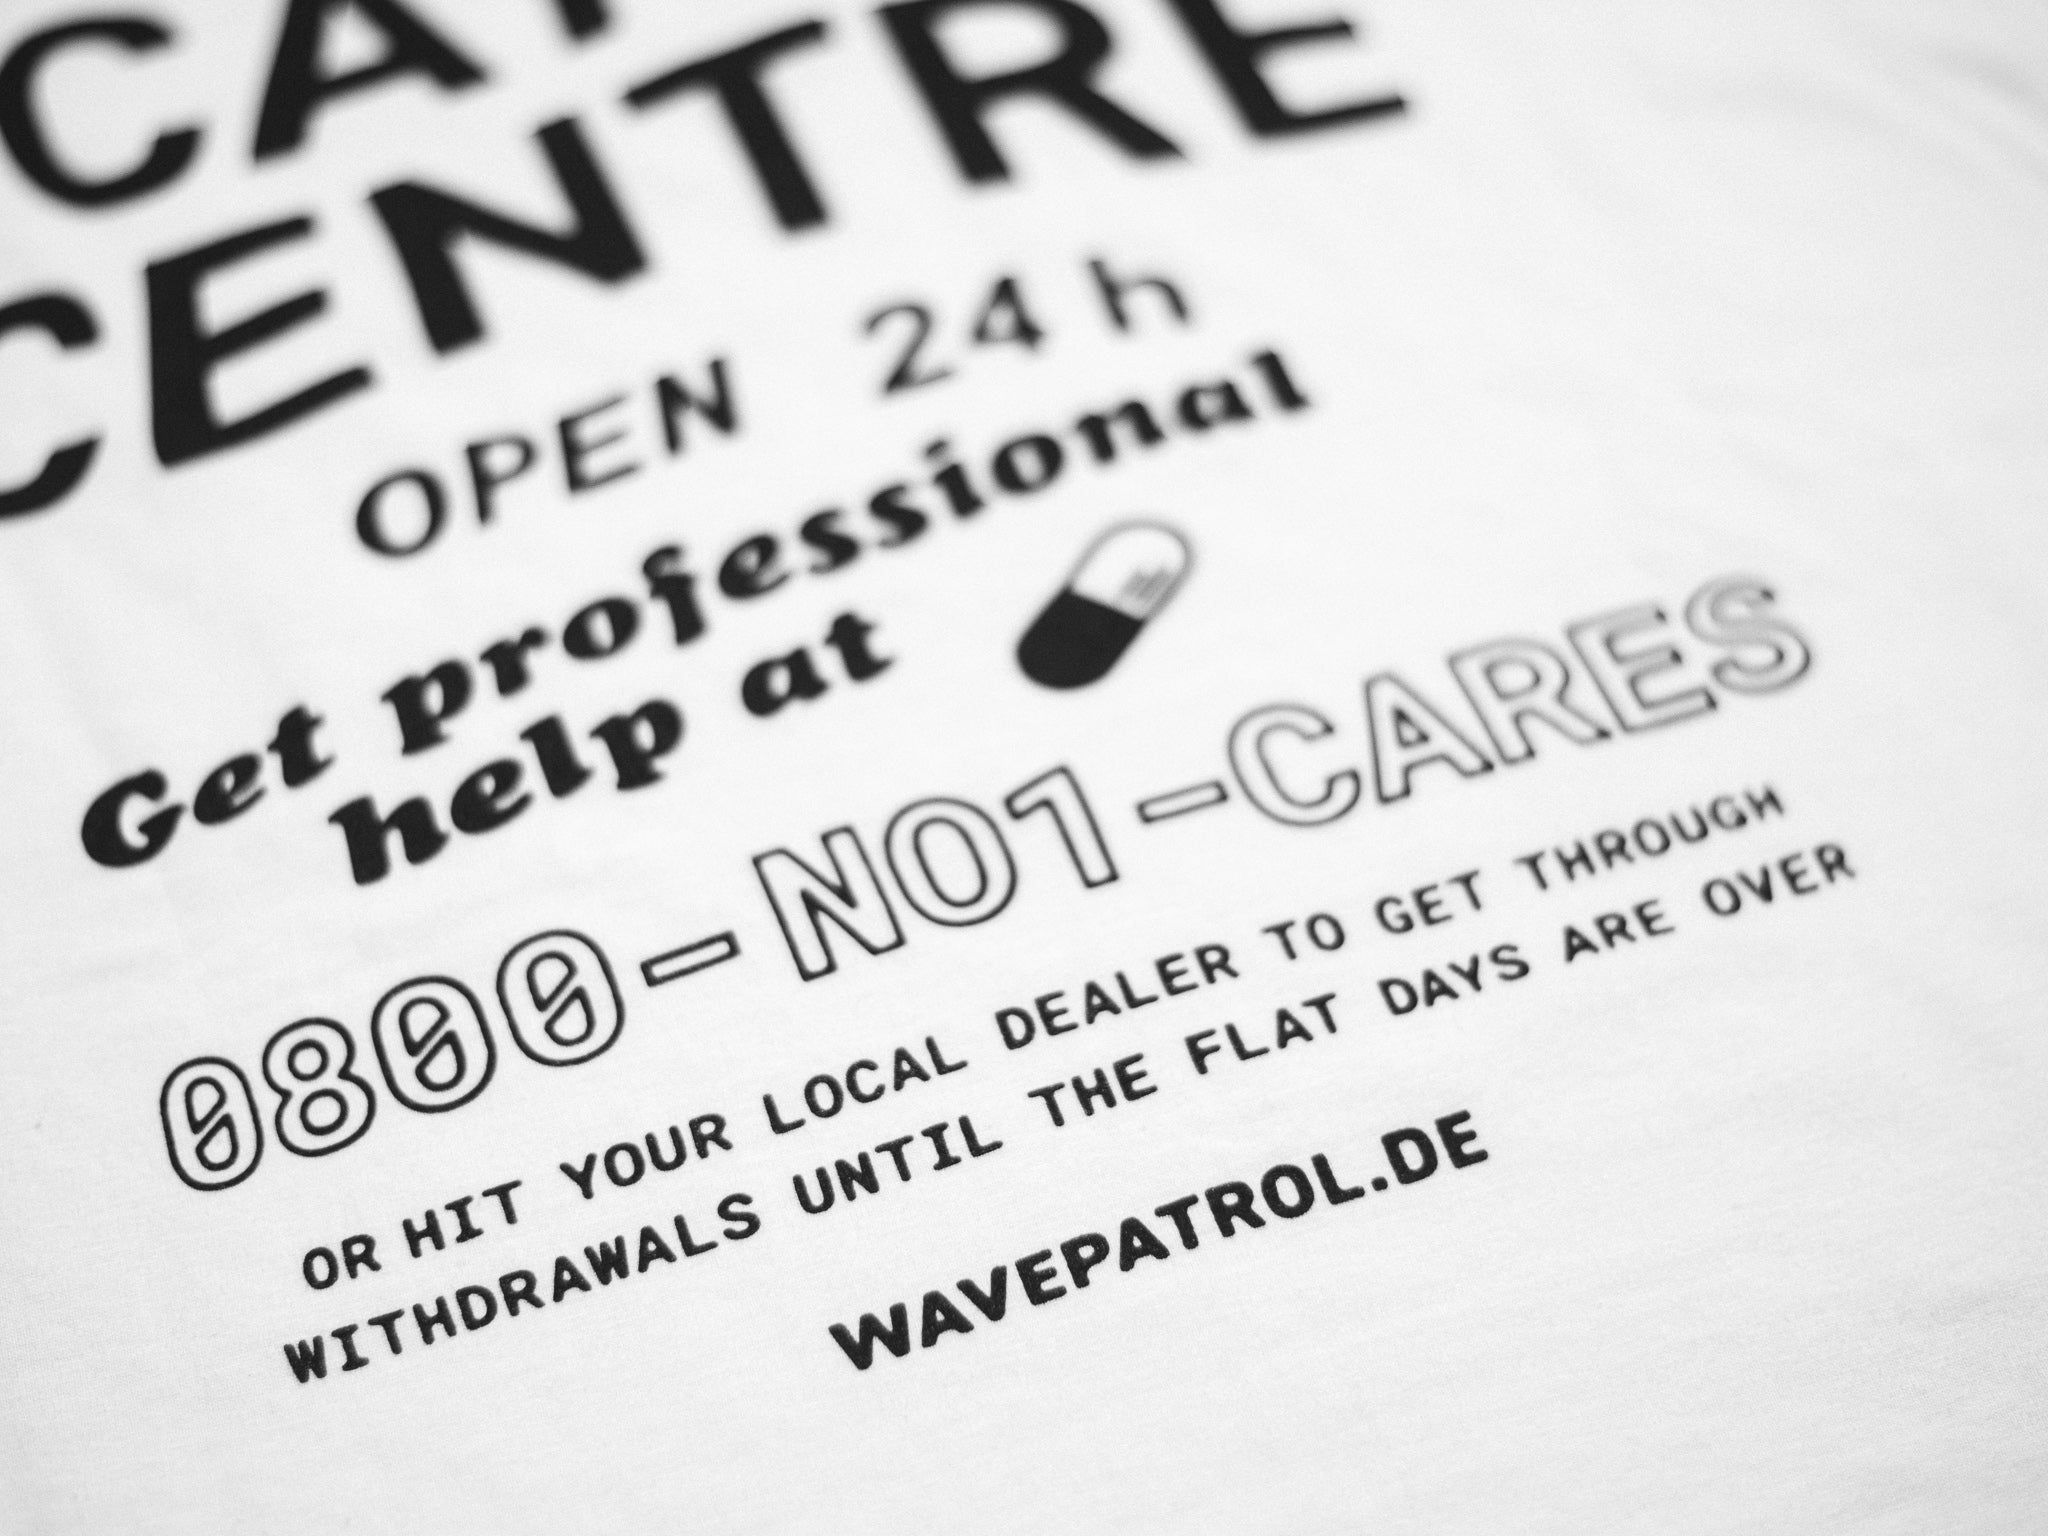 CENTRE
OPEN 24 h
Get professional
help at
0800-NO1-CARES
OR HIT YOUR LOCAL DEALER TO GET THROUGH
WITHDRAWALS UNTIL THE FLAT DAYS ARE OVER
WAVEPATROL.DE